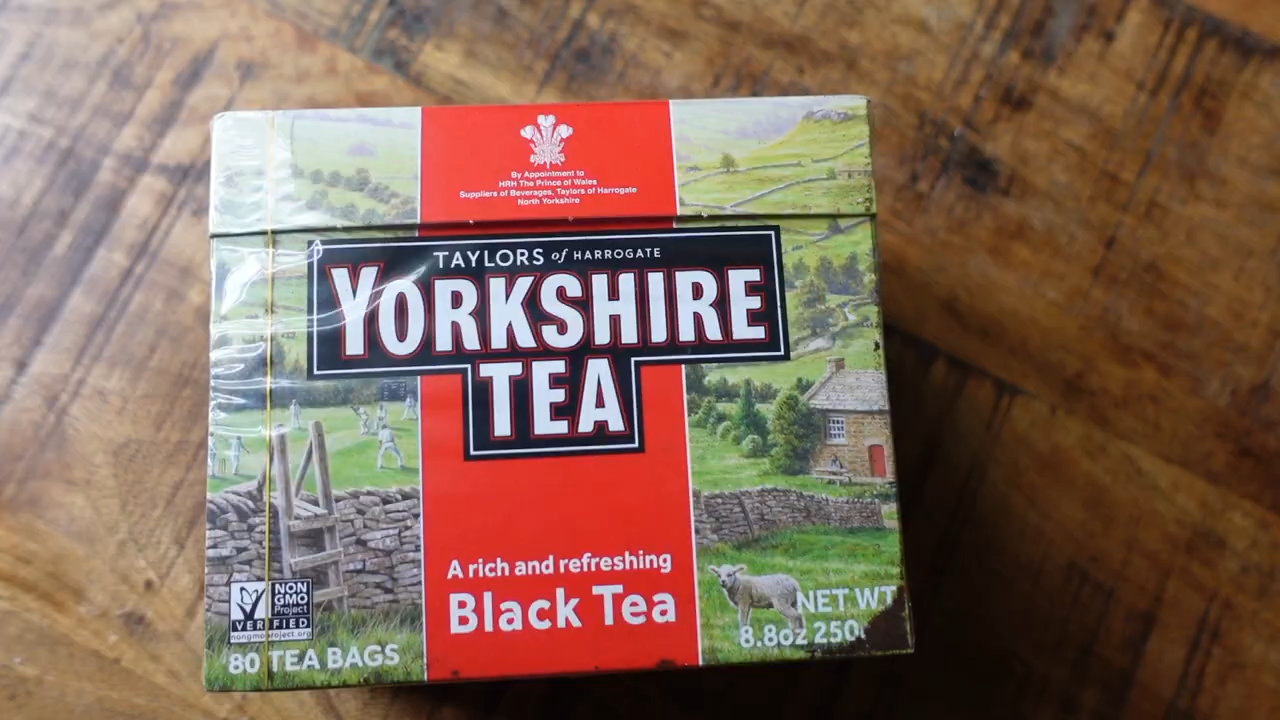 By Appointment to
HRH The Prince of Wales
Suppliers of Beverages, Taylors of Harrogate
North Yorkshire
TAYLORS of HARROGATE
YORKSHIRE
TEA
A rich and refreshing
Black Tea
NON
GMO
Project
VERIFIED
nongmoproject.org
80 TEA BAGS
NET WT
8.8oz 250